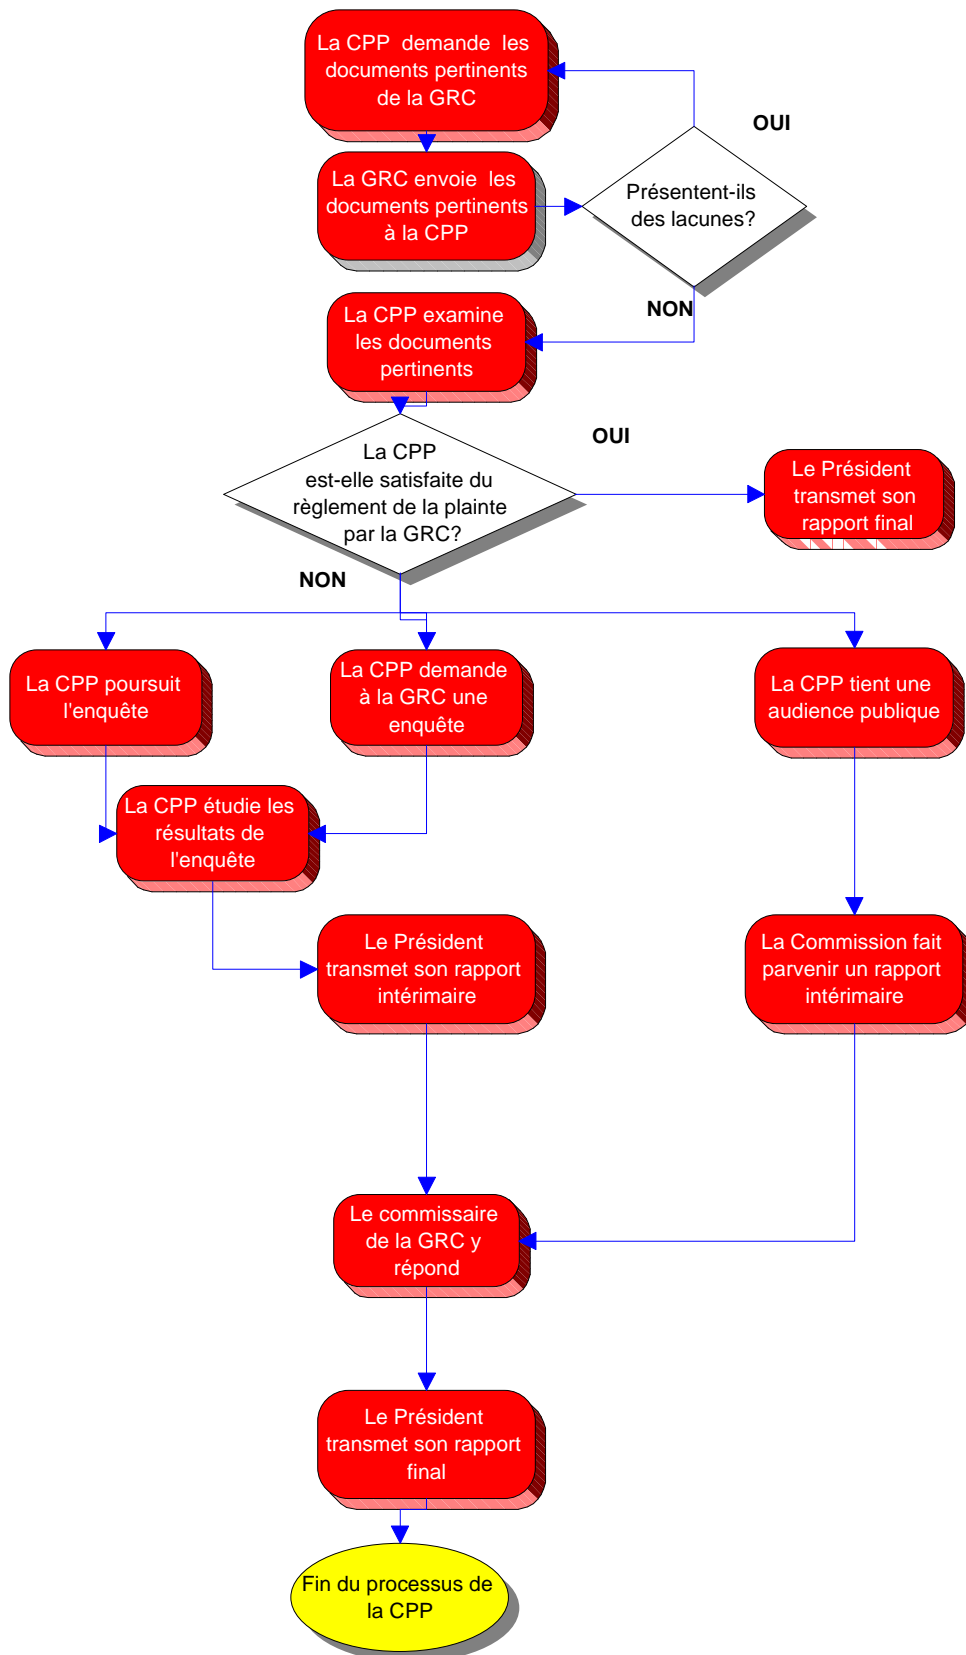 La CPP demande les
documents pertinents
de la GRC
OUI
La GRC envoie les
documents pertinents
à la CPP
Présentent-ils
des lacunes?
NON
La CPP examine
les documents
pertinents
La CPP
est-elle satisfaite du
règlement de la plainte
par la GRC?
OUI
Le Président
transmet son
rapport final
NON
La CPP poursuit
l'enquête
La CPP demande
à la GRC une
enquête
La CPP tient une
audience publique
La CPP étudie les
résultats de
l'enquête
Le Président
transmet son rapport
intérimaire
La Commission fait
parvenir un rapport
intérimaire
Le commissaire
de la GRC y
répond
Le Président
transmet son rapport
final
Fin du processus de
la CPP